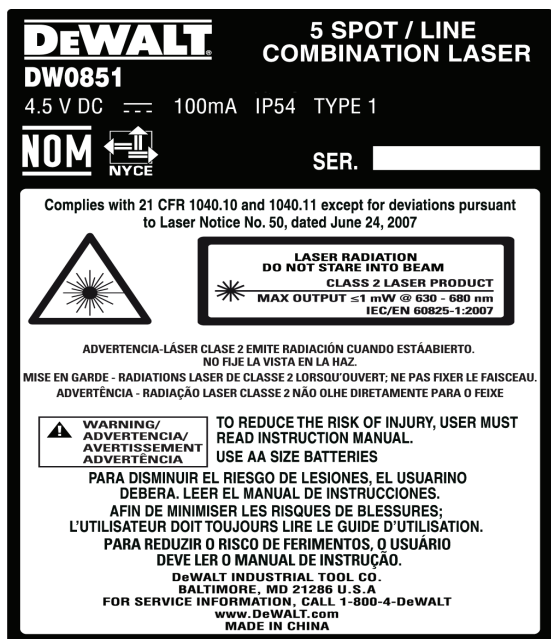 DEWALT
5 SPOT / LINE
COMBINATION LASER
DW0851
4.5 V DC 100mA IP54 TYPE 1
NOM NYCE
SER.
Complies with 21 CFR 1040.10 and 1040.11 except for deviations pursuant
to Laser Notice No. 50, dated June 24, 2007
LASER RADIATION
DO NOT STARE INTO BEAM
CLASS 2 LASER PRODUCT
MAX OUTPUT ≤1 mW @ 630 - 680 nm
IEC/EN 60825-1:2007
ADVERTENCIA-LÁSER CLASE 2 EMITE RADIACIÓN CUANDO ESTÁABIERTO.
NO FIJE LA VISTA EN LA HAZ.
MISE EN GARDE - RADIATIONS LASER DE CLASSE 2 LORSQU'OUVERT; NE PAS FIXER LE FAISCEAU.
ADVERTÊNCIA - RADIAÇÃO LASER CLASSE 2 NÃO OLHE DIRETAMENTE PARA O FEIXE
WARNING/
ADVERTENCIA/
AVERTISSEMENT
ADVERTÊNCIA
TO REDUCE THE RISK OF INJURY, USER MUST
READ INSTRUCTION MANUAL.
USE AA SIZE BATTERIES
PARA DISMINUIR EL RIESGO DE LESIONES, EL USUARINO
DEBERA. LEER EL MANUAL DE INSTRUCCIONES.
AFIN DE MINIMISER LES RISQUES DE BLESSURES;
L'UTILISATEUR DOIT TOUJOURS LIRE LE GUIDE D'UTILISATION.
PARA REDUZIR O RISCO DE FERIMENTOS, O USUÁRIO
DEVE LER O MANUAL DE INSTRUÇÃO.
DeWALT INDUSTRIAL TOOL CO.
BALTIMORE, MD 21286 U.S.A
FOR SERVICE INFORMATION, CALL 1-800-4-DeWALT
www.DeWALT.com
MADE IN CHINA